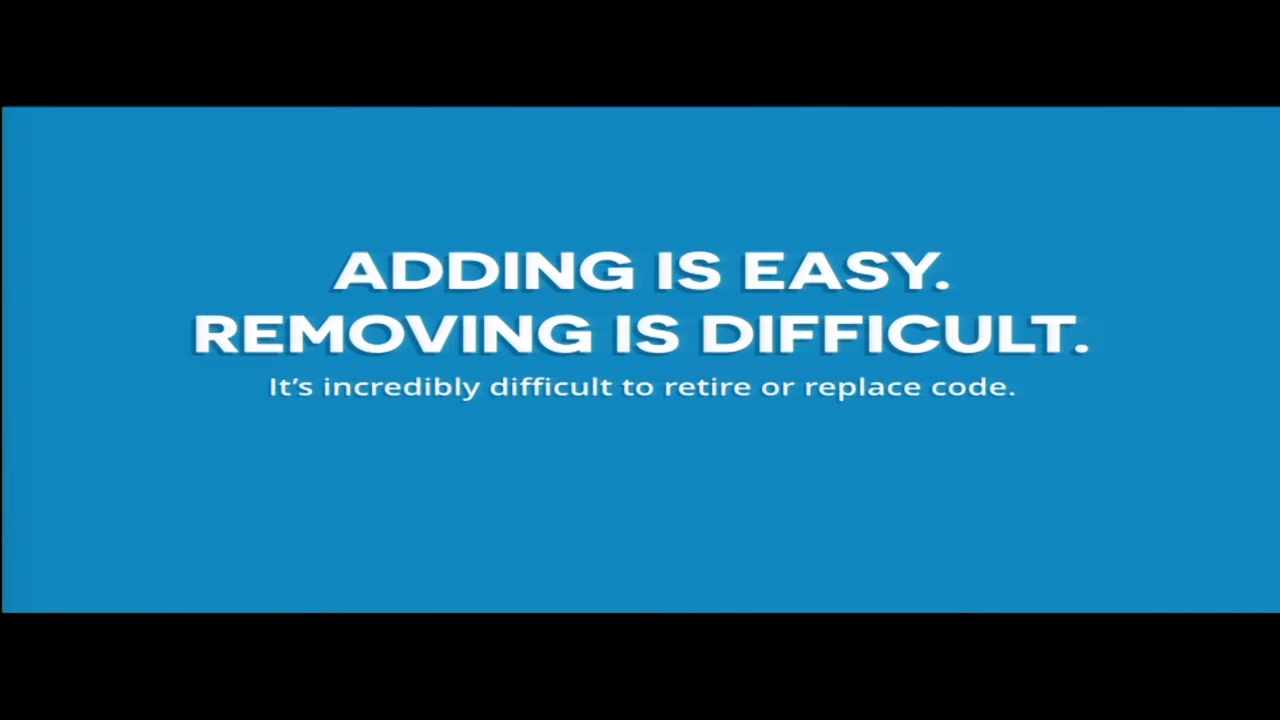 ADDING IS EASY.
REMOVING IS DIFFICULT.
It’s incredibly difficult to retire or replace code.